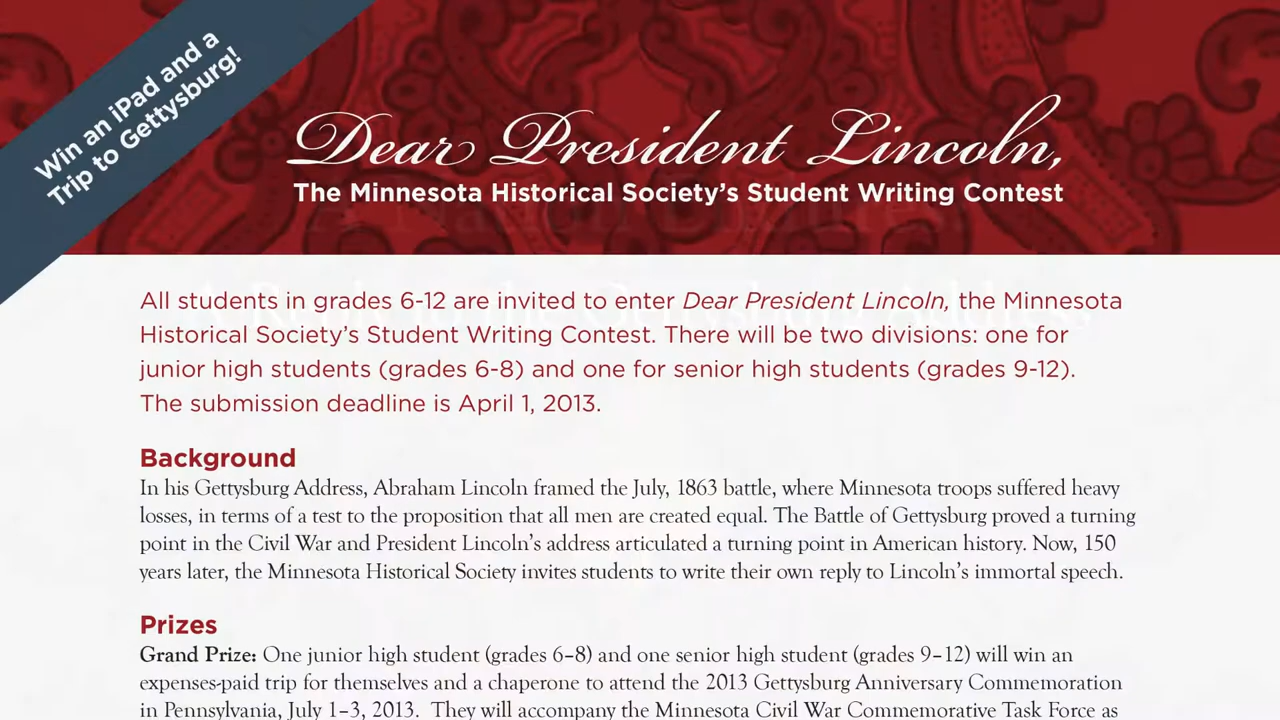 Win an iPad and a
Trip to Gettysburg!
Dear President Lincoln,
The Minnesota Historical Society's Student Writing Contest
All students in grades 6-12 are invited to enter Dear President Lincoln, the Minnesota
Historical Society's Student Writing Contest. There will be two divisions: one for
junior high students (grades 6-8) and one for senior high students (grades 9-12).
The submission deadline is April 1, 2013.
Background
In his Gettysburg Address, Abraham Lincoln framed the July, 1863 battle, where Minnesota troops suffered heavy
losses, in terms of a test to the proposition that all men are created equal. The Battle of Gettysburg proved a turning
point in the Civil War and President Lincoln's address articulated a turning point in American history. Now, 150
years later, the Minnesota Historical Society invites students to write their own reply to Lincoln's immortal speech.
Prizes
Grand Prize: One junior high student (grades 6–8) and one senior high student (grades 9–12) will win an
expenses-paid trip for themselves and a chaperone to attend the 2013 Gettysburg Anniversary Commemoration
in Pennsylvania, July 1–3, 2013. They will accompany the Minnesota Civil War Commemorative Task Force as